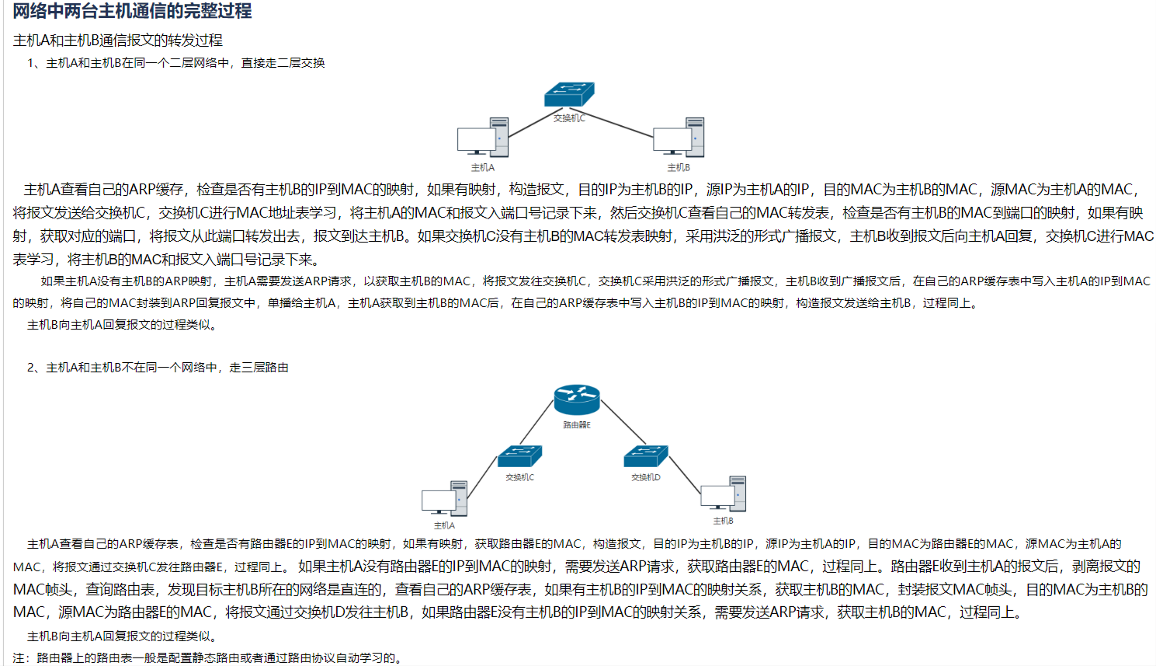 网络中两台主机通信的完整过程
主机A和主机B通信报文的转发过程
1、主机A和主机B在同一个二层网络中，直接走二层交换
交换机C
主机A
主机B
主机A查看自己的ARP缓存，检查是否有主机B的IP到MAC的映射，如果有映射，构造报文，目的IP为主机B的IP，源IP为主机A的IP，目的MAC为主机B的MAC，源MAC为主机A的MAC，
将报文发送给交换机C，交换机C进行MAC地址表学习，将主机A的MAC和报文入端口号记录下来，然后交换机C查看自己的MAC转发表，检查是否有主机B的MAC到端口的映射，如果有映
射，获取对应的端口，将报文从此端口转发出去，报文到达主机B。如果交换机C没有主机B的MAC转发表映射，采用洪泛的形式广播报文，主机B收到报文后向主机A回复，交换机C进行MAC
表学习，将主机B的MAC和报文入端口号记录下来。
如果主机A没有主机B的ARP映射，主机A需要发送ARP请求，以获取主机B的MAC，将报文发往交换机C，交换机C采用洪泛的形式广播报文，主机B收到广播报文后，在自己的ARP缓存表中写入主机A的IP到MAC
的映射，将自己的MAC封装到ARP回复报文中，单播给主机A，主机A获取到主机B的MAC后，在自己的ARP缓存表中写入主机B的IP到MAC的映射，构造报文发送给主机B，过程同上。
主机B向主机A回复报文的过程类似。
2、主机A和主机B不在同一个网络中，走三层路由
路由器E
交换机C
交换机D
主机A
主机B
主机A查看自己的ARP缓存表，检查是否有路由器E的IP到MAC的映射，如果有映射，获取路由器E的MAC，构造报文，目的IP为主机B的IP，源IP为主机A的IP，目的MAC为路由器E的MAC，源MAC为主机A的
MAC，将报文通过交换机C发往路由器E，过程同上。如果主机A没有路由器E的IP到MAC的映射，需要发送ARP请求，获取路由器E的MAC，过程同上。路由器E收到主机A的报文后，剥离报文的
MAC帧头，查询路由表，发现目标主机B所在的网络是直连的，查看自己的ARP缓存表，如果有主机B的IP到MAC的映射关系，获取主机B的MAC，封装报文MAC帧头，目的MAC为主机B的
MAC，源MAC为路由器E的MAC，将报文通过交换机D发往主机B，如果路由器E没有主机B的IP到MAC的映射关系，需要发送ARP请求，获取主机B的MAC，过程同上。
主机B向主机A回复报文的过程类似。
注：路由器上的路由表一般是配置静态路由或者通过路由协议自动学习的。